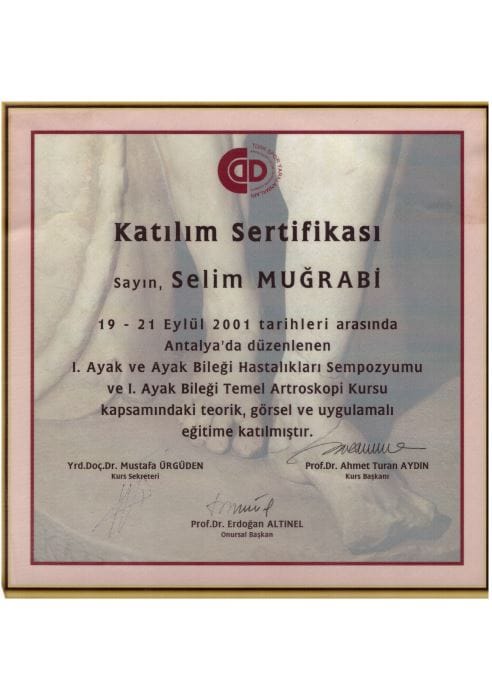 Katılım Sertifikası
Sayın, Selim MUĞRABİ
19 - 21 Eylül 2001 tarihleri arasında
Antalya'da düzenlenen
I. Ayak ve Ayak Bileği Hastalıkları Sempozyumu
ve I. Ayak Bileği Temel Artroskopi Kursu
kapsamındaki teorik, görsel ve uygulamalı
eğitime katılmıştır.
Yrd.Doç.Dr. Mustafa ÜRGÜDEN
Kurs Sekreteri
Prof.Dr. Ahmet Turan AYDIN
Kurs Başkanı
Prof.Dr. Erdoğan ALTINEL
Onursal Başkan